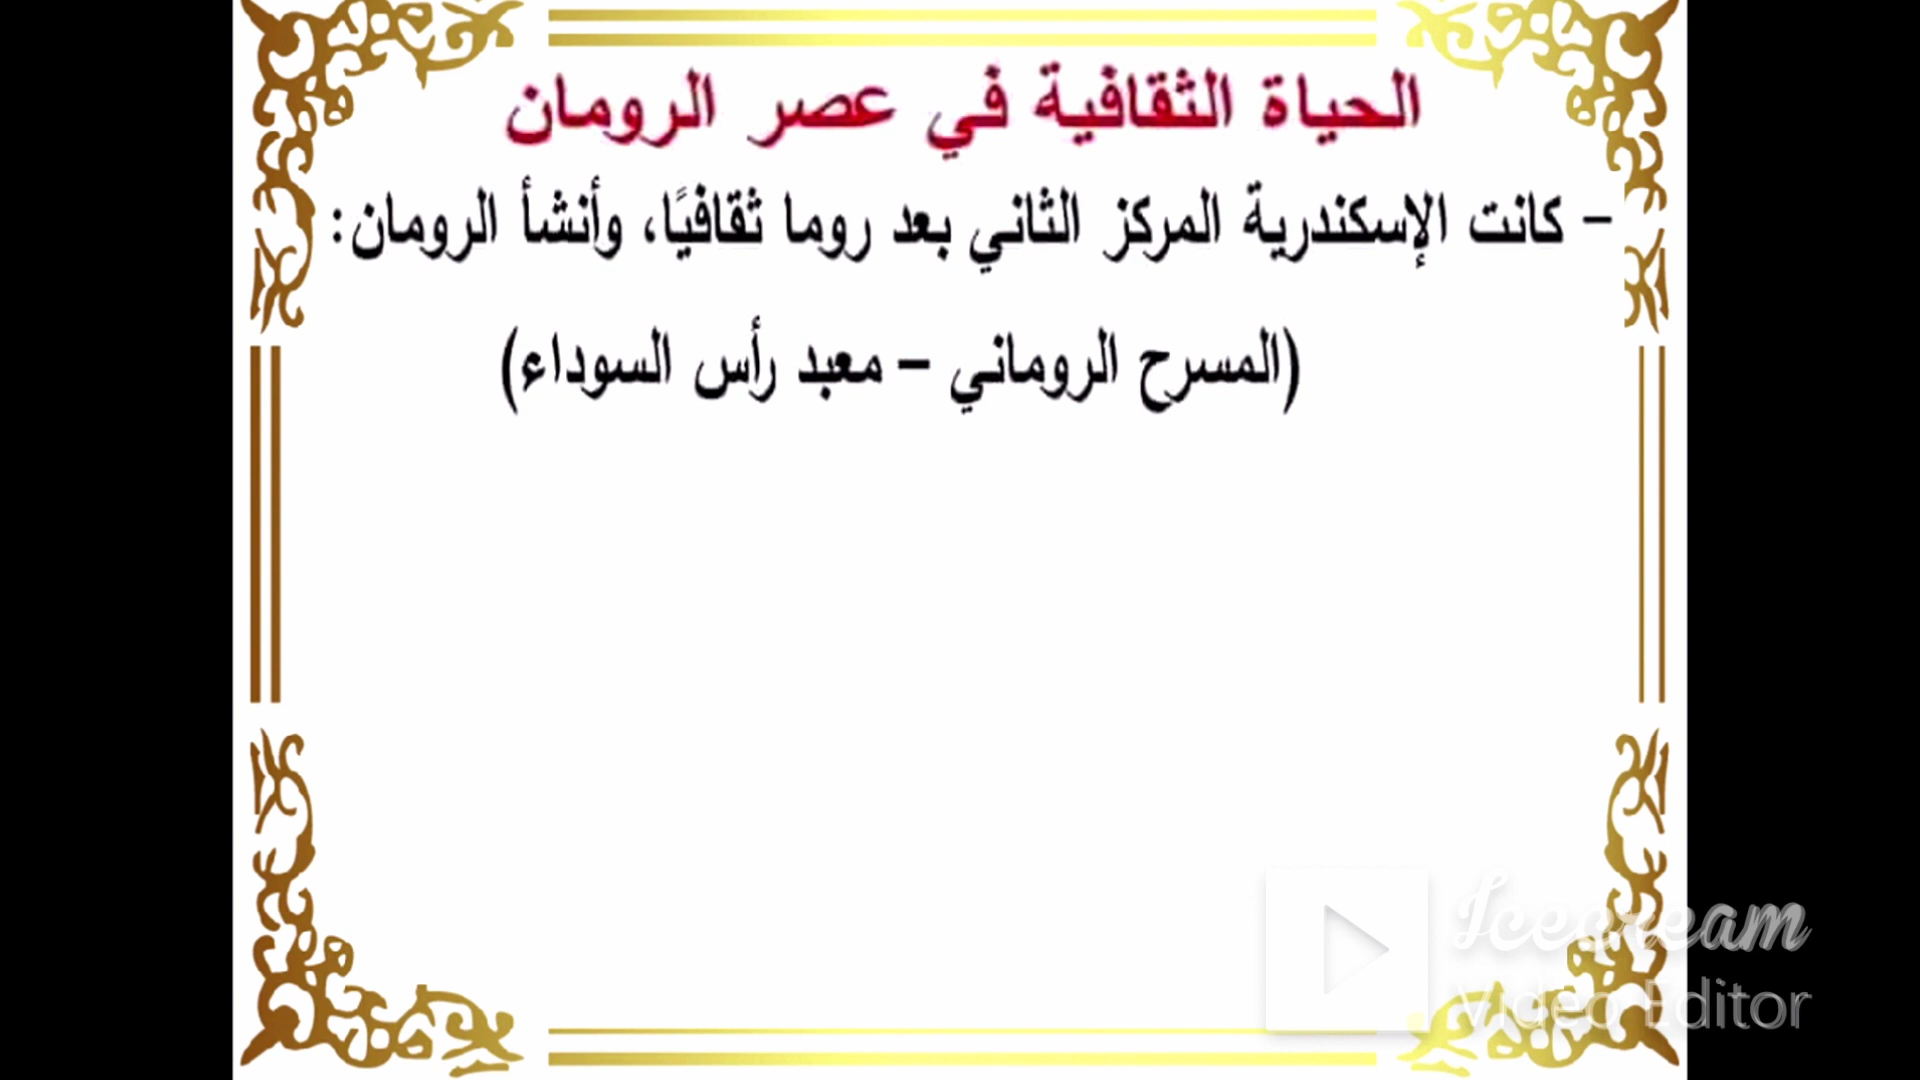 الحياة الثقافية في عصر الرومان
- كانت الإسكندرية المركز الثاني بعد روما ثقافيًا، وأنشأ الرومان:
(المسرح الروماني – معبد رأس السوداء)
Icecream
Video Editor